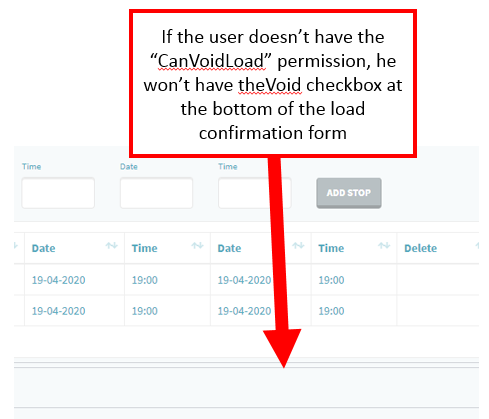 If the user doesn’t have the
“CanVoidLoad” permission, he
won’t have theVoid checkbox at
the bottom of the load
confirmation form
Time Date Time
ADD STOP
Date Time Date Time Delete
19-04-2020 19:00 19-04-2020 19:00
19-04-2020 19:00 19-04-2020 19:00